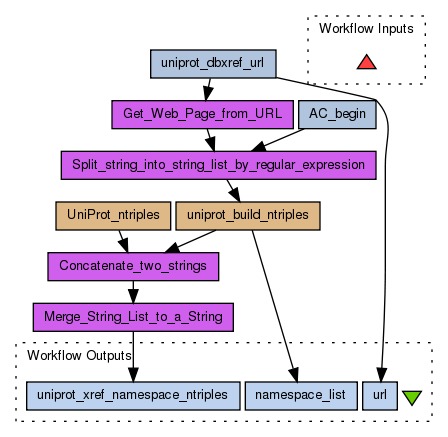 Workflow Inputs
uniprot_dbxref_url
Get_Web_Page_from_URL
AC_begin
Split_string_into_string_list_by_regular_expression
UniProt_ntriples
uniprot_build_ntriples
Concatenate_two_strings
Merge_String_List_to_a_String
Workflow Outputs
uniprot_xref_namespace_ntriples
namespace_list
url